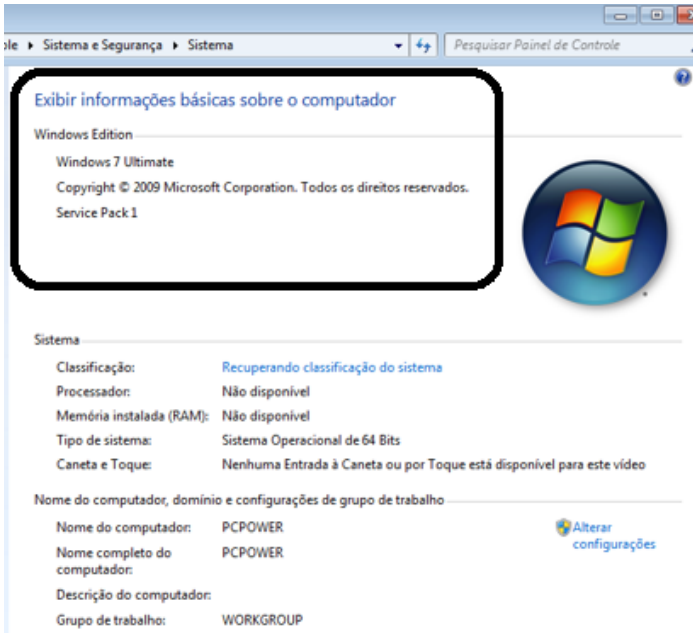 Sistema e Segurança Sistema Pesquisar Painel de Controle
Exibir informações básicas sobre o computador
Windows Edition
Windows 7 Ultimate
Copyright © 2009 Microsoft Corporation. Todos os direitos reservados.
Service Pack 1
Sistema
Classificação: Recuperando classificação do sistema
Processador: Não disponível
Memória instalada (RAM): Não disponível
Tipo de sistema: Sistema Operacional de 64 Bits
Caneta e Toque: Nenhuma Entrada à Caneta ou por Toque está disponível para este vídeo
Nome do computador, domínio e configurações de grupo de trabalho
Nome do computador: PCPOWER Alterar
configurações
Nome completo do PCPOWER
computador:
Descrição do computador:
Grupo de trabalho: WORKGROUP